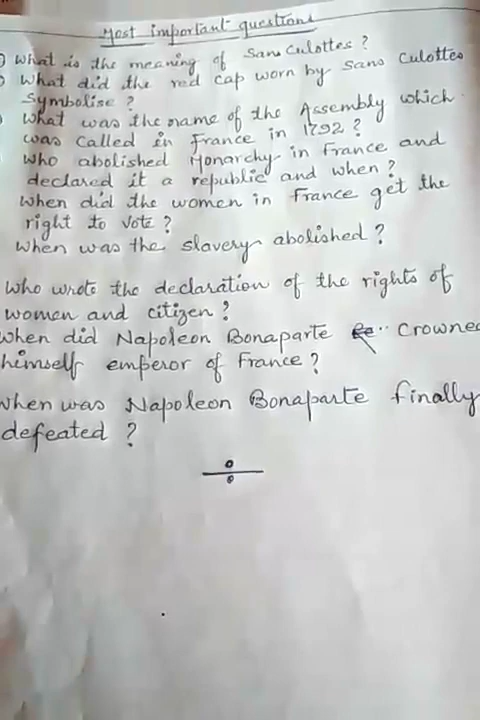 Most important questions
What is the meaning of Sans Culottes ?
What did the red cap worn by Sans Culottes
Symbolise ?
What was the name of the Assembly which
was called in France in 1792 ?
Who abolished Monarchy in France and
declared it a republic and when ?
When did the women in France get the
right to vote ?
When was the slavery abolished ?
Who wrote the declaration of the rights of
women and citizen ?
When did Napoleon Bonaparte Crowned
himself emperor of France ?
When was Napoleon Bonaparte finally
defeated ?